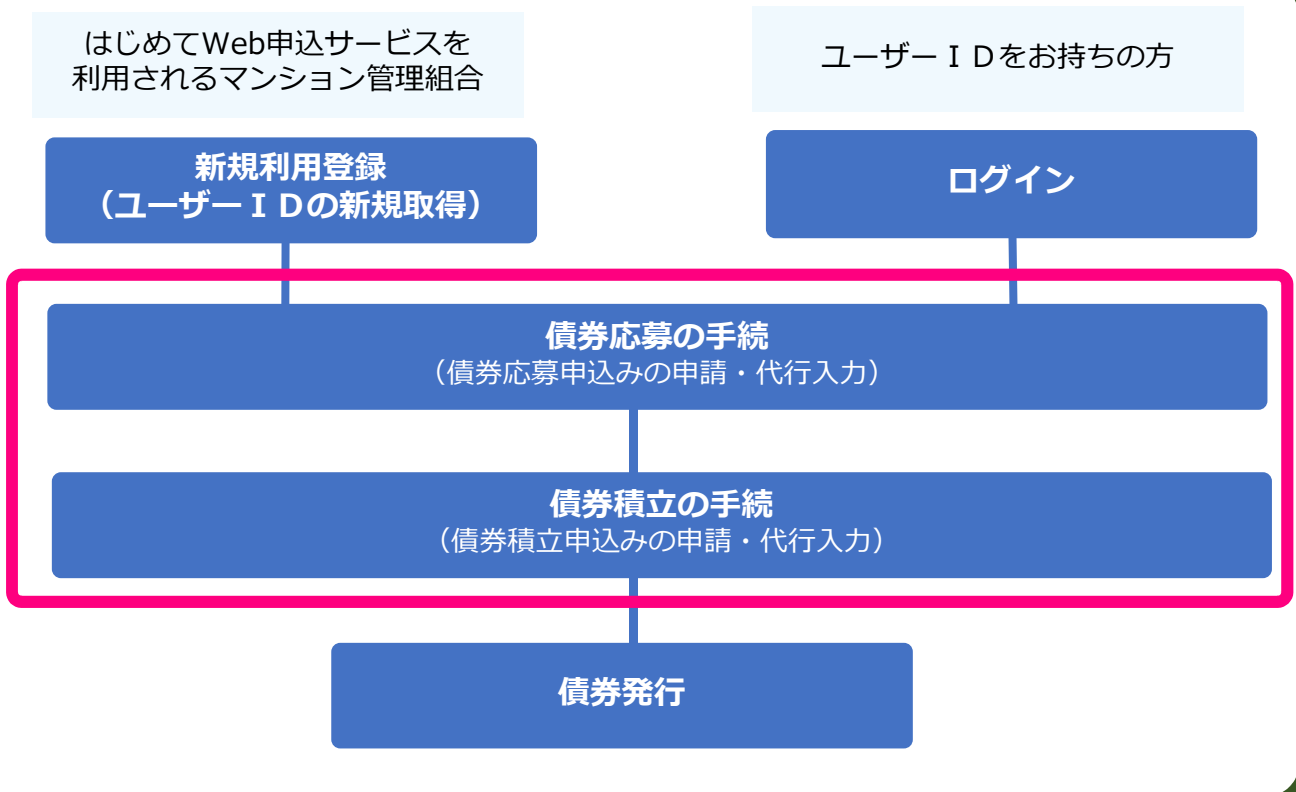 はじめてWeb申込サービスを
利用されるマンション管理組合
ユーザーＩＤをお持ちの方
新規利用登録
（ユーザーＩＤの新規取得）
ログイン
債券応募の手続
（債券応募申込みの申請・代行入力）
債券積立の手続
（債券積立申込みの申請・代行入力）
債券発行